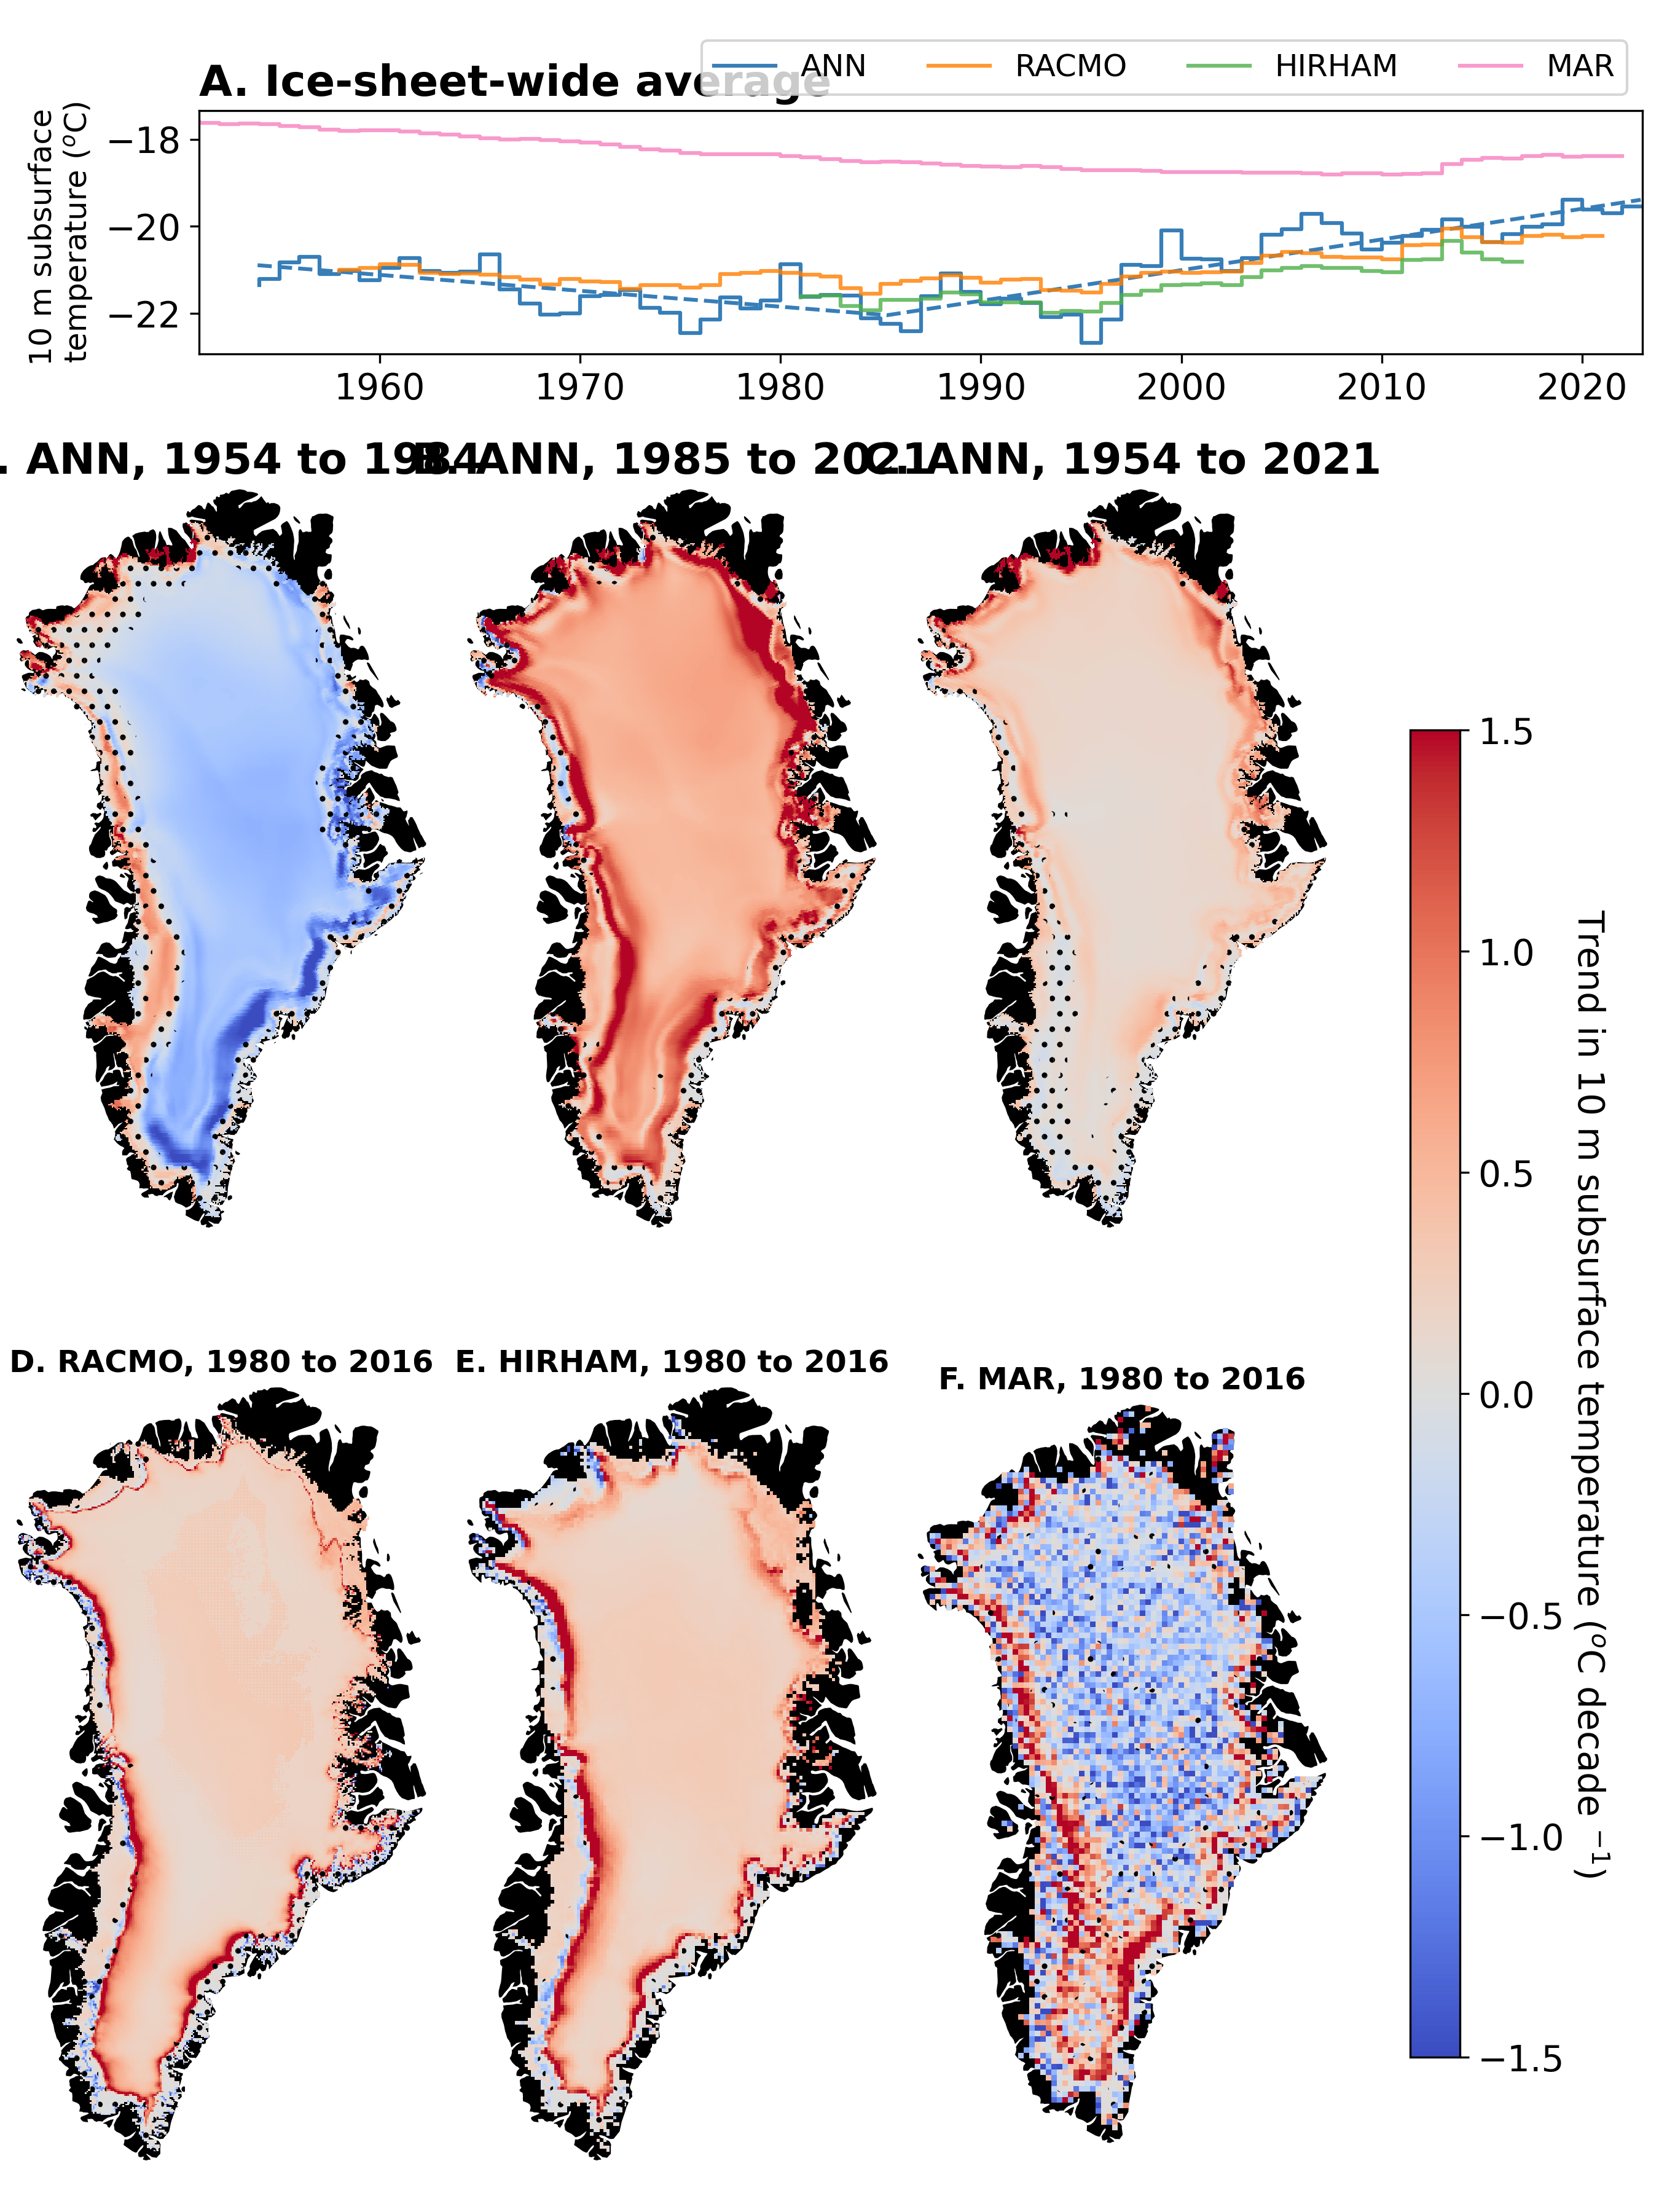 ANN RACMO HIRHAM MAR
A. Ice-sheet-wide average
10 m subsurface
temperature (°C)
−18
−20
−22
1960 1970 1980 1990 2000 2010 2020
. ANN, 1954 to 1984
B. ANN, 1985 to 2021
C. ANN, 1954 to 2021
1.5
1.0
0.5
0.0
−0.5
−1.0
−1.5
Trend in 10 m subsurface temperature (°C decade ⁻¹)
D. RACMO, 1980 to 2016
E. HIRHAM, 1980 to 2016
F. MAR, 1980 to 2016